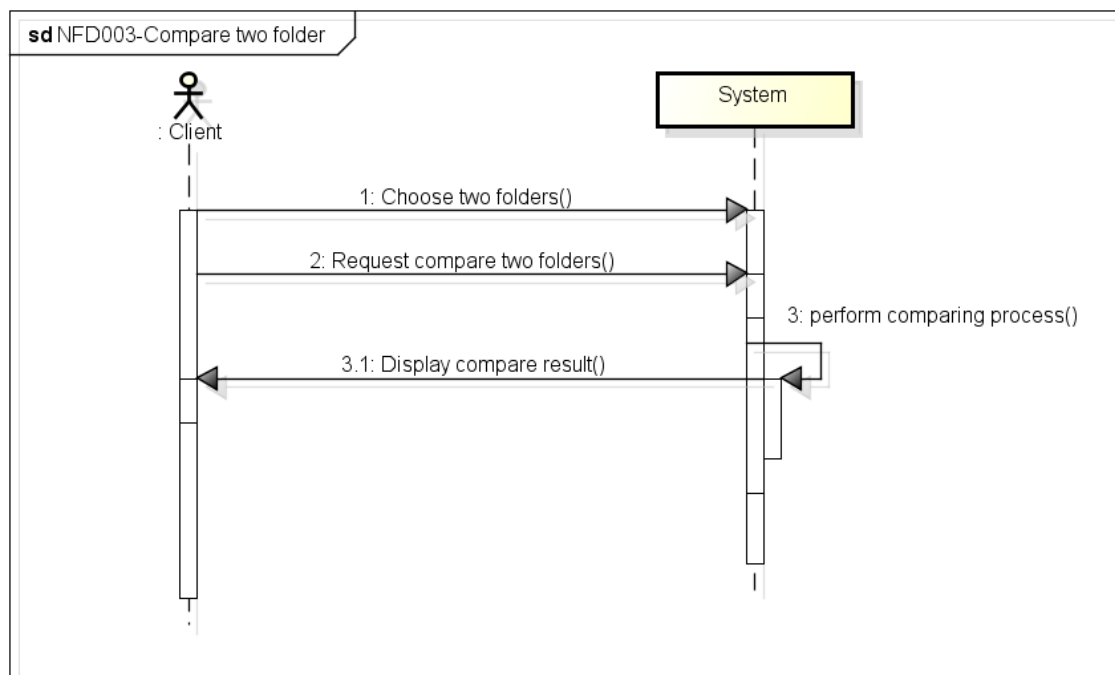 sd NFD003-Compare two folder
: Client
System
1: Choose two folders()
2: Request compare two folders()
3: perform comparing process()
3.1: Display compare result()